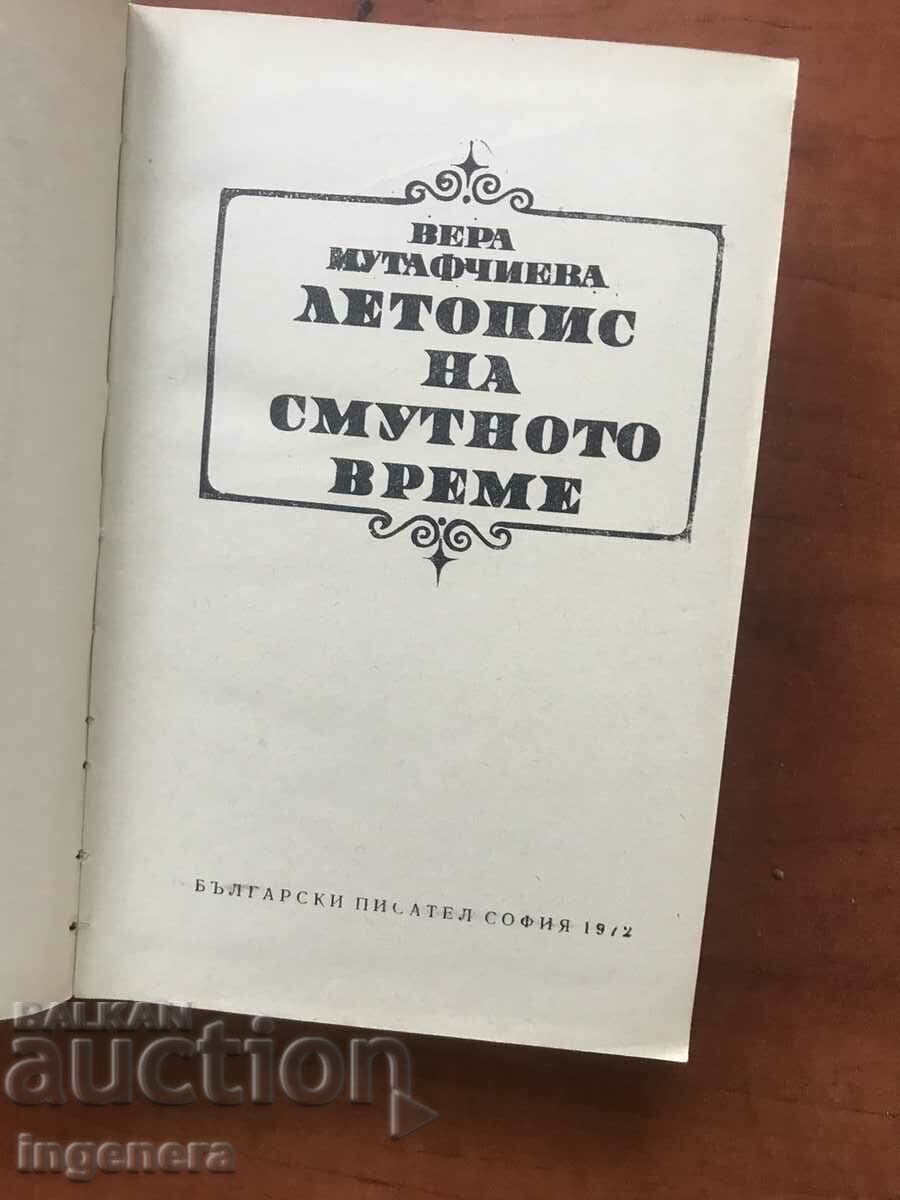 ВЕРА
МУТАФЧИЕВА
ЛЕТОПИС
НА
СМУТНОТО
ВРЕМЕ
БЪЛГАРСКИ ПИСАТЕЛ СОФИЯ 1972
BALKAN
auction
ingenera